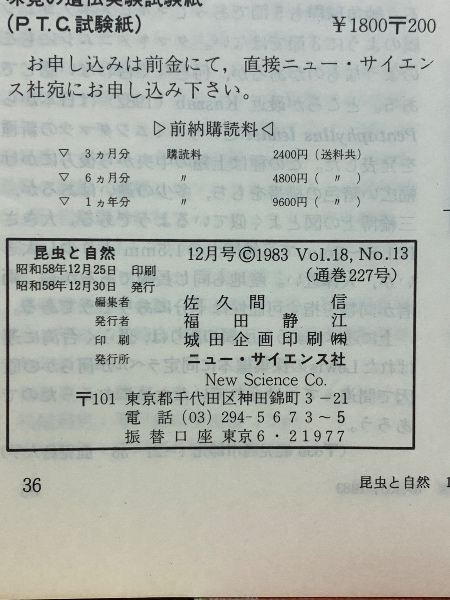 味覚の遺伝実験試験紙
(P.T.C.試験紙) ¥1800〒200
お申し込みは前金にて，直接ニュー・サイエン
ス社宛にお申し込み下さい。
▷前納購読料◁
▽ 3ヵ月分 購読料 2400円(送料共)
▽ 6ヵ月分 〃 4800円( 〃 )
▽ 1ヵ年分 〃 9600円( 〃 )
昆虫と自然 12月号©1983 Vol.18, No.13
昭和58年12月25日 印刷 (通巻227号)
昭和58年12月30日 発行
編集者 佐久間 信
発行者 福田静江
印刷 城田企画印刷㈱
発行所 ニュー・サイエンス社
New Science Co.
〒101 東京都千代田区神田錦町3－21
電話 (03) 294-5673～5
振替口座 東京6・21977
36 昆虫と自然